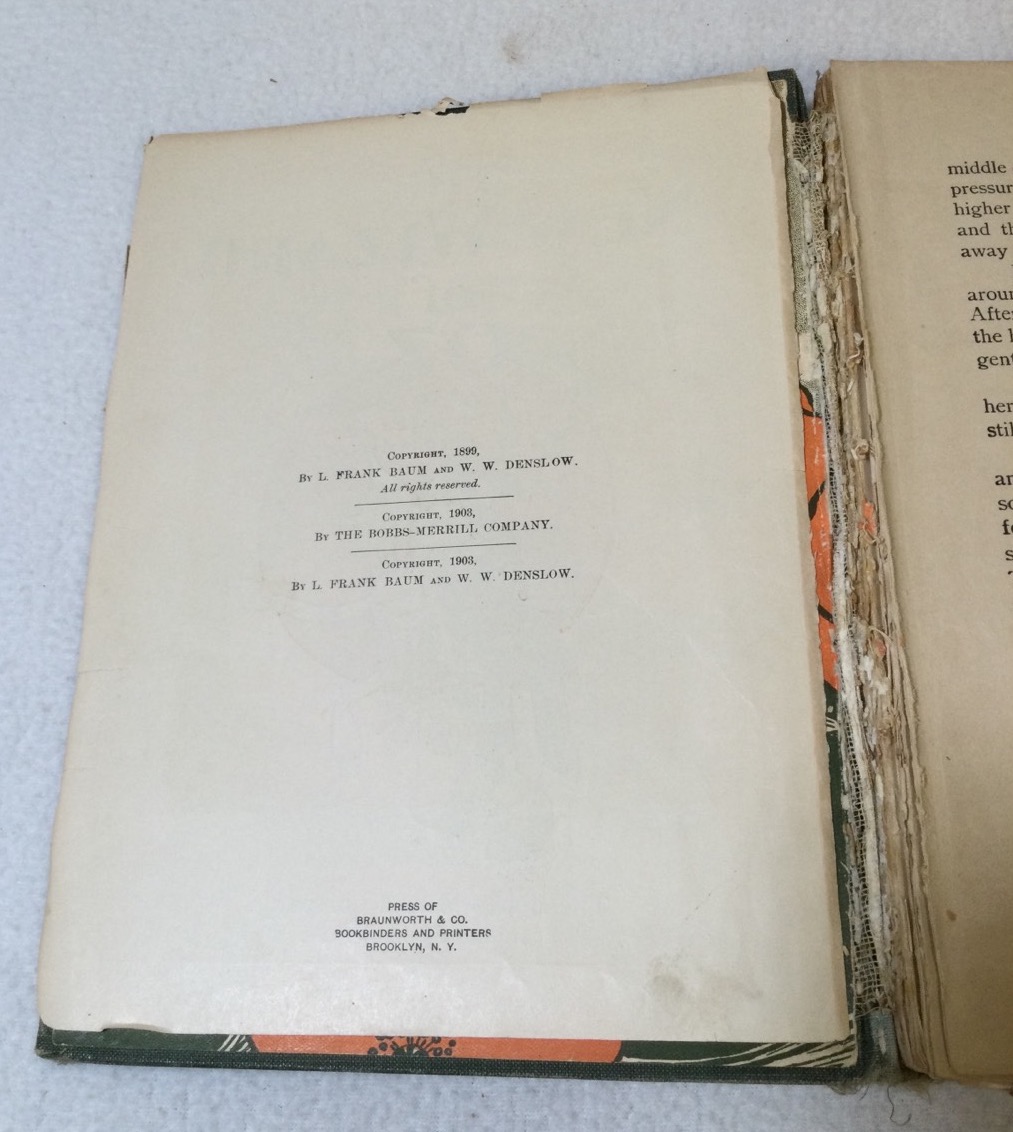 COPYRIGHT, 1899,
BY L. FRANK BAUM AND W. W. DENSLOW.
All rights reserved.
COPYRIGHT, 1903,
BY THE BOBBS-MERRILL COMPANY.
COPYRIGHT, 1903,
BY L. FRANK BAUM AND W. W. DENSLOW.
PRESS OF
BRAUNWORTH & CO.
BOOKBINDERS AND PRINTERS
BROOKLYN, N. Y.
middle
pressur
higher
and th
away
arou
After
the
gent
her
stil